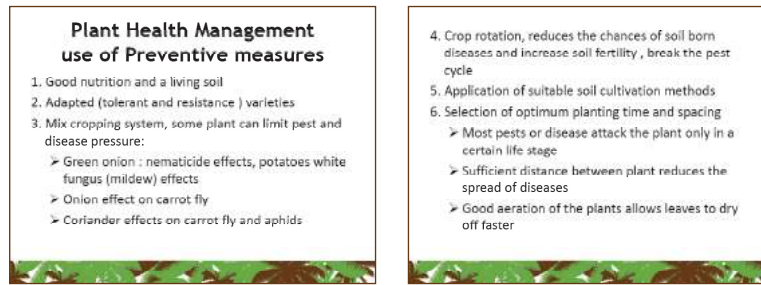 Plant Health Management
use of Preventive measures
1. Good nutrition and a living soil
2. Adapted (tolerant and resistance ) varieties
3. Mix cropping system, some plant can limit pest and
disease pressure:
➢ Green onion : nematicide effects, potatoes white
fungus (mildew) effects
➢ Onion effect on carrot fly
➢ Coriander effects on carrot fly and aphids
4. Crop rotation, reduces the chances of soil born
diseases and increase soil fertility , break the pest
cycle
5. Application of suitable soil cultivation methods
6. Selection of optimum planting time and spacing
➢ Most pests or disease attack the plant only in a
certain life stage
➢ Sufficient distance between plant reduces the
spread of diseases
➢ Good aeration of the plants allows leaves to dry
off faster